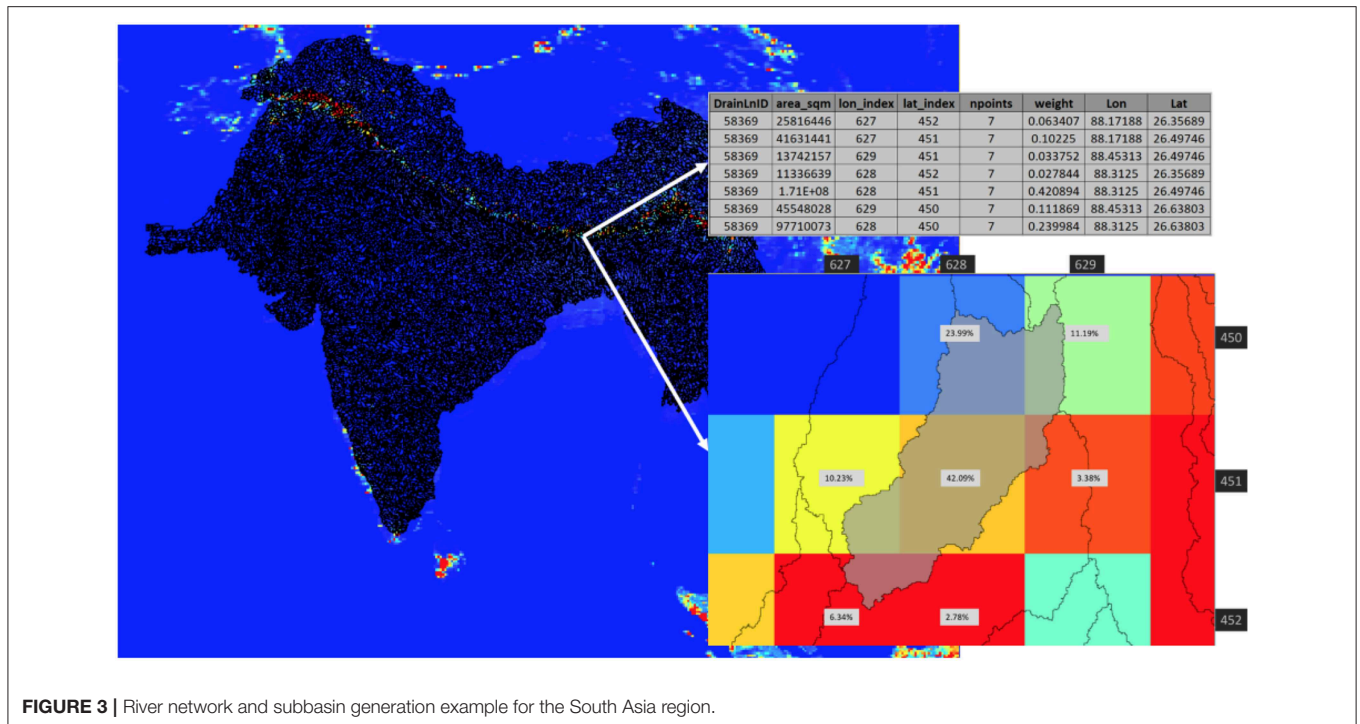 DrainLnID area_sqm lon_index lat_index npoints weight Lon Lat
58369 25816446 627 452 7 0.063407 88.17188 26.35689
58369 41631441 627 451 7 0.10225 88.17188 26.49746
58369 13742157 629 451 7 0.033752 88.45313 26.49746
58369 11336639 628 452 7 0.027844 88.3125 26.35689
58369 1.71E+08 628 451 7 0.420894 88.3125 26.49746
58369 45548028 629 450 7 0.111869 88.45313 26.63803
58369 97710073 628 450 7 0.239984 88.3125 26.63803
627 628 629
23.99% 11.19% 450
10.23% 42.09% 3.38% 451
6.34% 2.78% 452
FIGURE 3 | River network and subbasin generation example for the South Asia region.